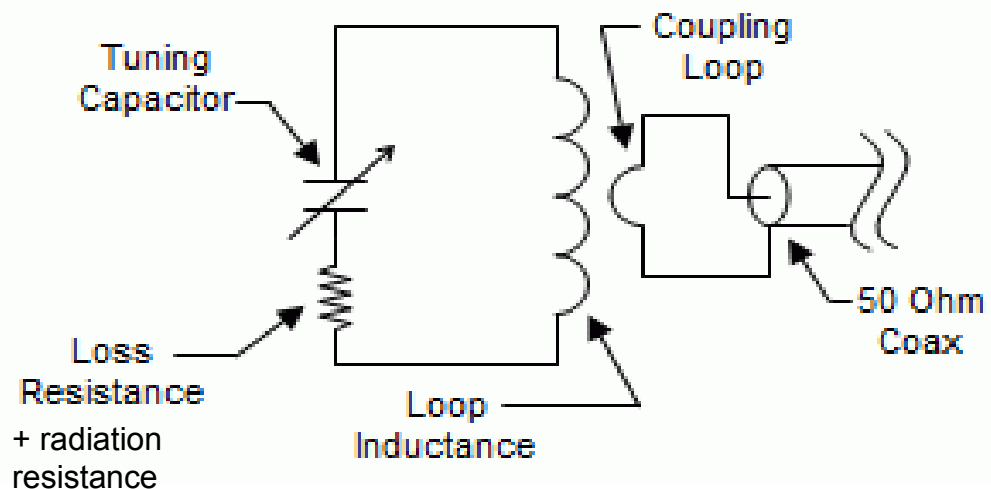 Tuning
Capacitor
Coupling
Loop
50 Ohm
Coax
Loss
Resistance
+ radiation
resistance
Loop
Inductance